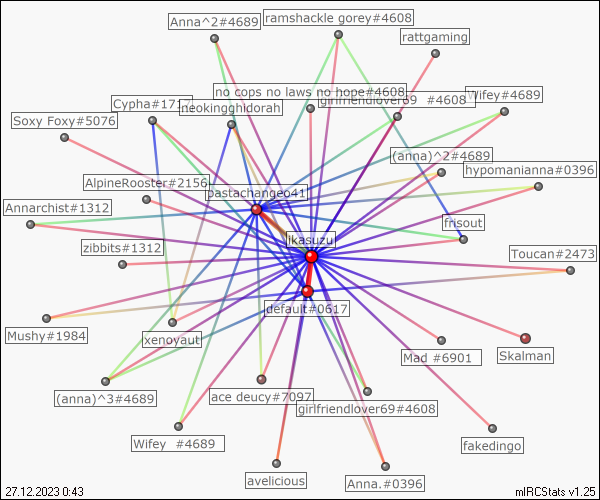 Anna^2#4689
ramshackle gorey#4608
rattgaming
no cops no laws no hope#4608
Cypha#171
neokingghidorah
girlfriendlover69 #4608
Wifey#4689
Soxy Foxy#5076
(anna)^2#4689
hypomanianna#0396
AlpineRooster#2156
pastachangeo41
Annarchist#1312
frisout
likasuzu
zibbits#1312
Toucan#2473
default#0617
Mushy#1984
xenoyaut
Mad #6901
Skalman
(anna)^3#4689
ace deucy#7097
girlfriendlover69#4608
Wifey #4689
fakedingo
avelicious
Anna.#0396
27.12.2023 0:43
mIRCStats v1.25